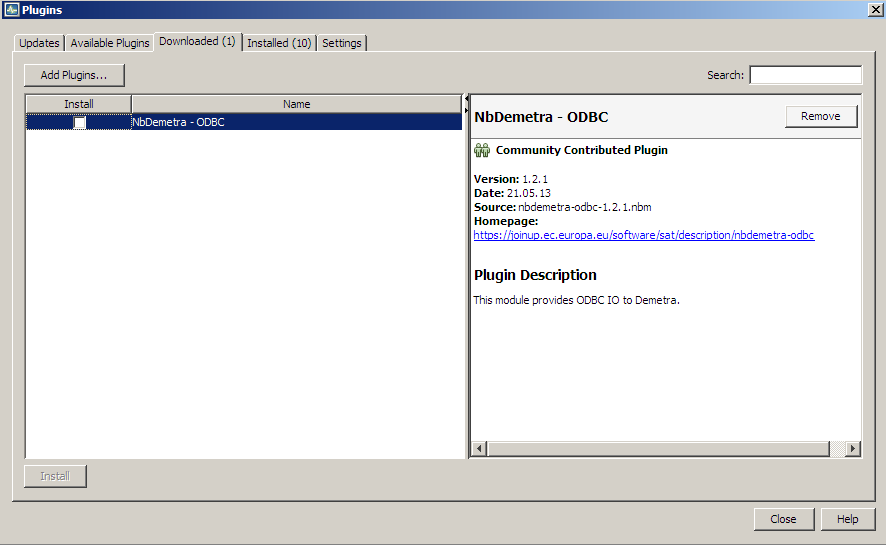 Plugins
Updates Available Plugins Downloaded (1) Installed (10) Settings
Add Plugins... Search:
Install Name
NbDemetra - ODBC
NbDemetra - ODBC Remove
Community Contributed Plugin
Version: 1.2.1
Date: 21.05.13
Source: nbdemetra-odbc-1.2.1.nbm
Homepage:
https://joinup.ec.europa.eu/software/sat/description/nbdemetra-odbc
Plugin Description
This module provides ODBC IO to Demetra.
Install
Close Help